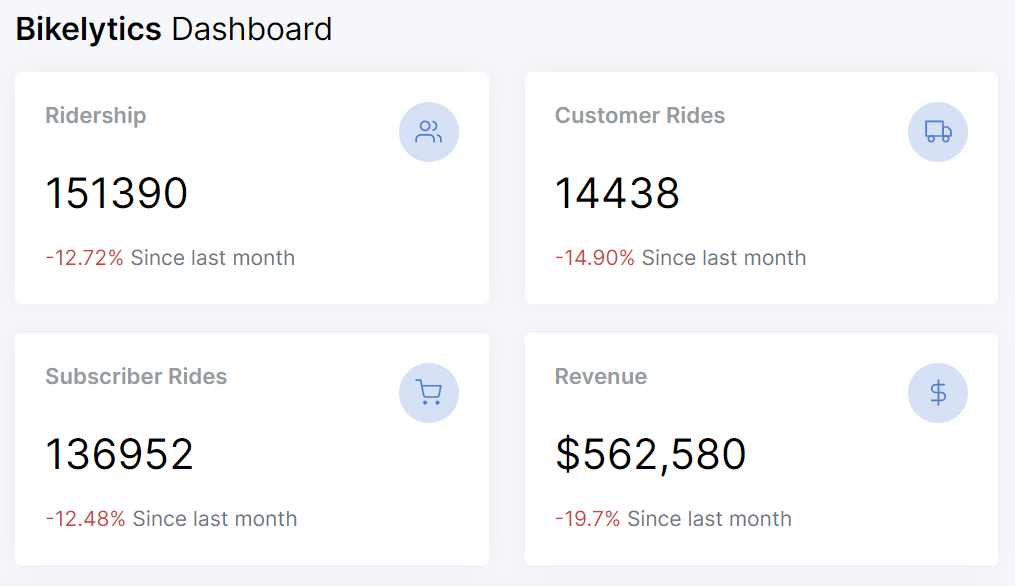 Bikelytics Dashboard
Ridership
151390
-12.72% Since last month
Customer Rides
14438
-14.90% Since last month
Subscriber Rides
136952
-12.48% Since last month
Revenue
$562,580
-19.7% Since last month